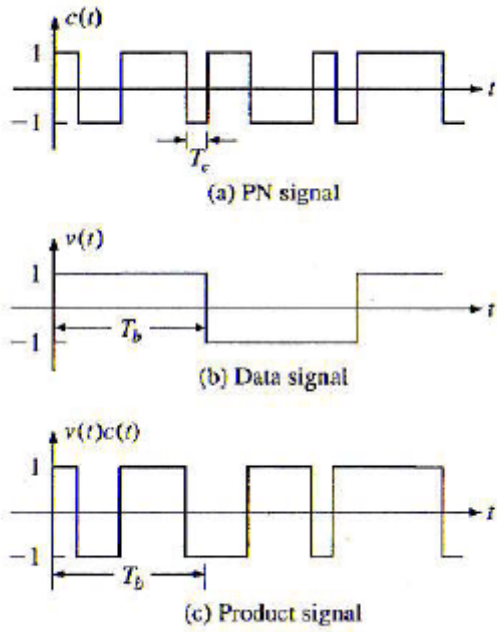 c(t)
1
t
-1
T_c
(a) PN signal
v(t)
1
t
-1
T_b
(b) Data signal
v(t)c(t)
1
t
-1
T_b
(c) Product signal